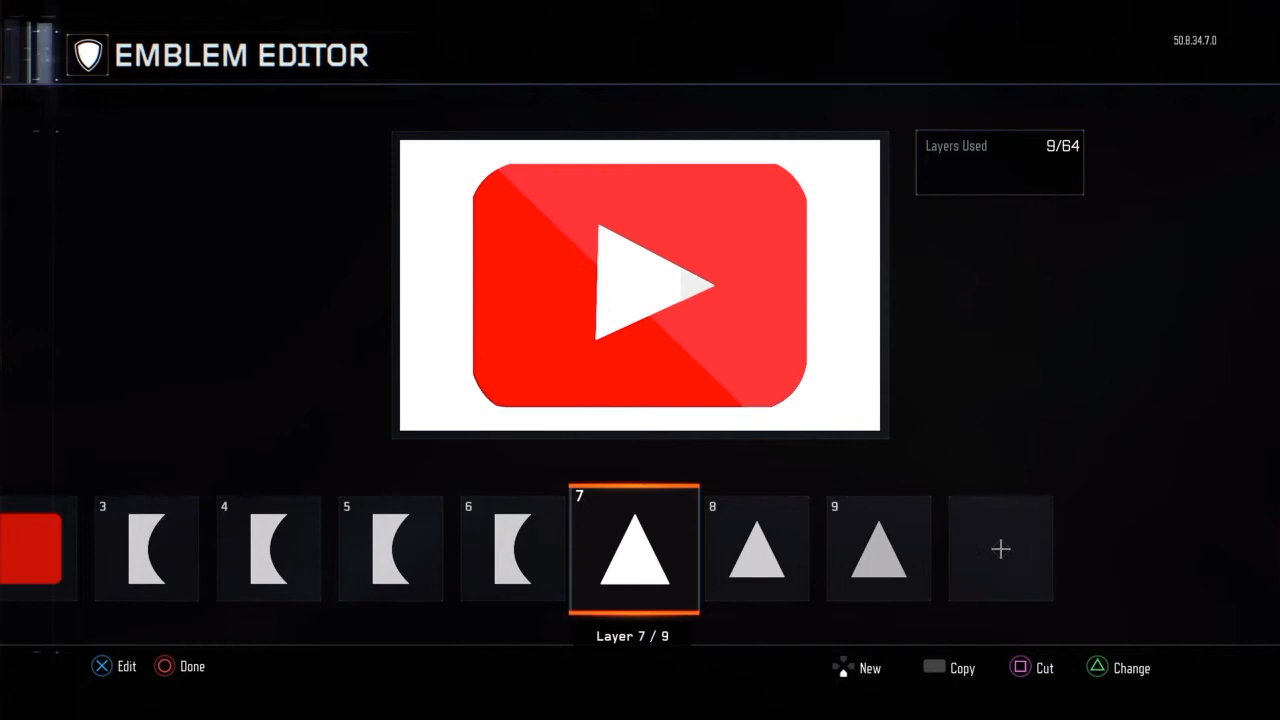 EMBLEM EDITOR
50.8.34.7.0
Layers Used 9/64
3 4 5 6 7 8 9
Layer 7 / 9
Edit Done New Copy Cut Change